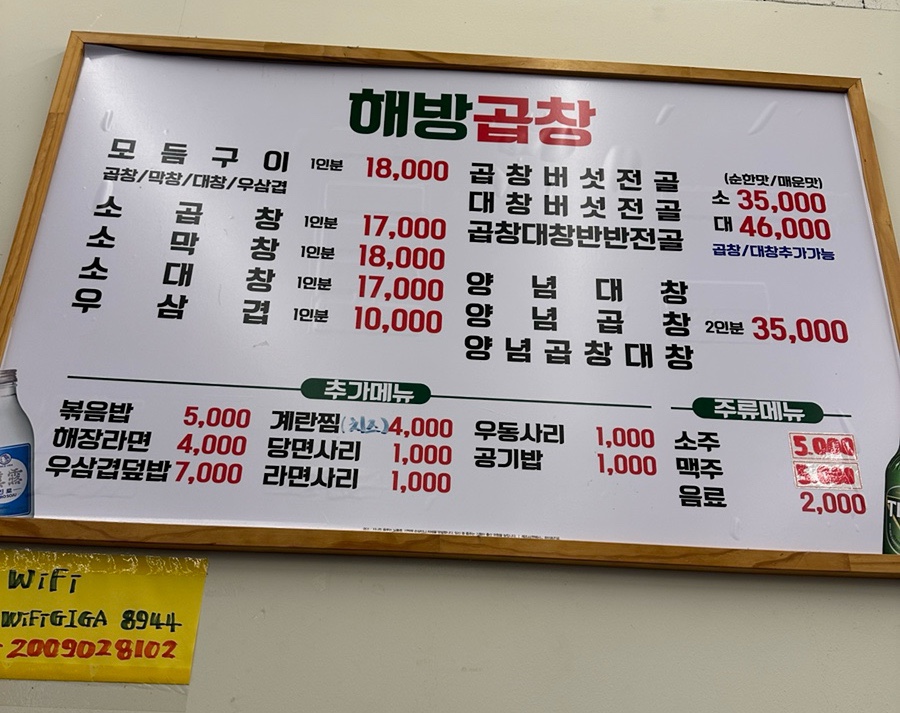 해방곱창
모듬구이 1인분 18,000
곱창/막창/대창/우삼겹
소곱창 1인분 17,000
소막창 1인분 18,000
소대창 1인분 17,000
우삼겹 1인분 10,000
곱창버섯전골 (순한맛/매운맛)
대창버섯전골 소 35,000
곱창대창반반전골 대 46,000
곱창/대창추가가능
양념대창
양념곱창 2인분 35,000
양념곱창대창
추가메뉴
볶음밥 5,000
해장라면 4,000
우삼겹덮밥 7,000
계란찜(치즈) 4,000
당면사리 1,000
라면사리 1,000
우동사리 1,000
공기밥 1,000
주류메뉴
소주 5,000
맥주 5,000
음료 2,000
WiFi
WiFiGIGA 8944
2009028102